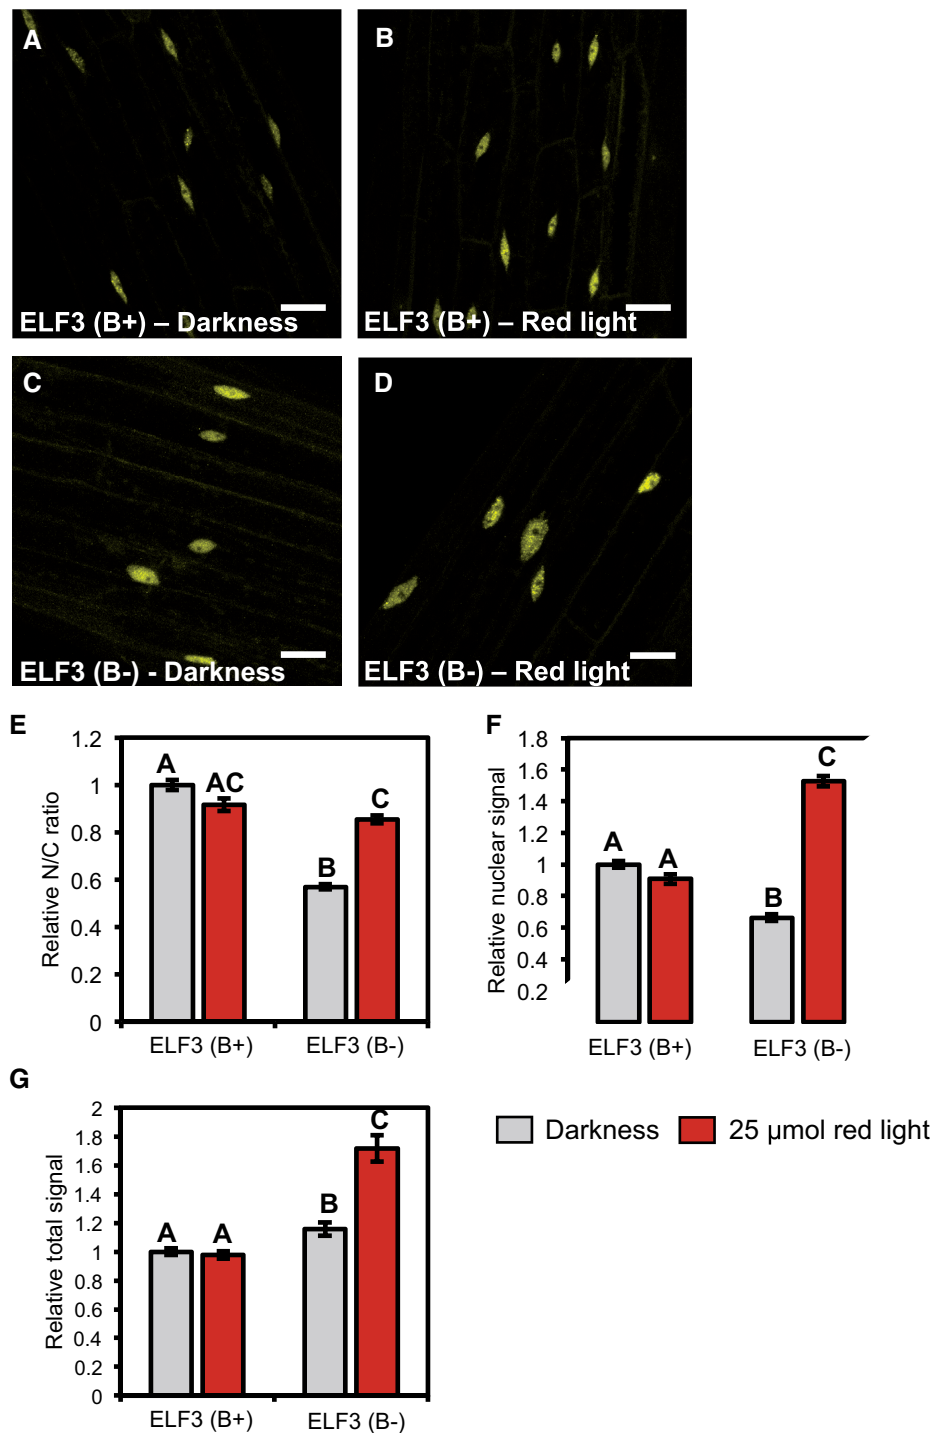 A
ELF3 (B+) – Darkness
B
ELF3 (B+) – Red light
C
ELF3 (B-) - Darkness
D
ELF3 (B-) – Red light
E
Relative N/C ratio
1.2
1
0.8
0.6
0.4
0.2
0
A
AC
B
C
ELF3 (B+)
ELF3 (B-)
F
Relative nuclear signal
1.8
1.6
1.4
1.2
1
0.8
0.6
0.4
0.2
A
A
B
C
ELF3 (B+)
ELF3 (B-)
G
Relative total signal
2
1.8
1.6
1.4
1.2
1
0.8
0.6
0.4
0.2
0
A
A
B
C
ELF3 (B+)
ELF3 (B-)
Darkness
25 µmol red light